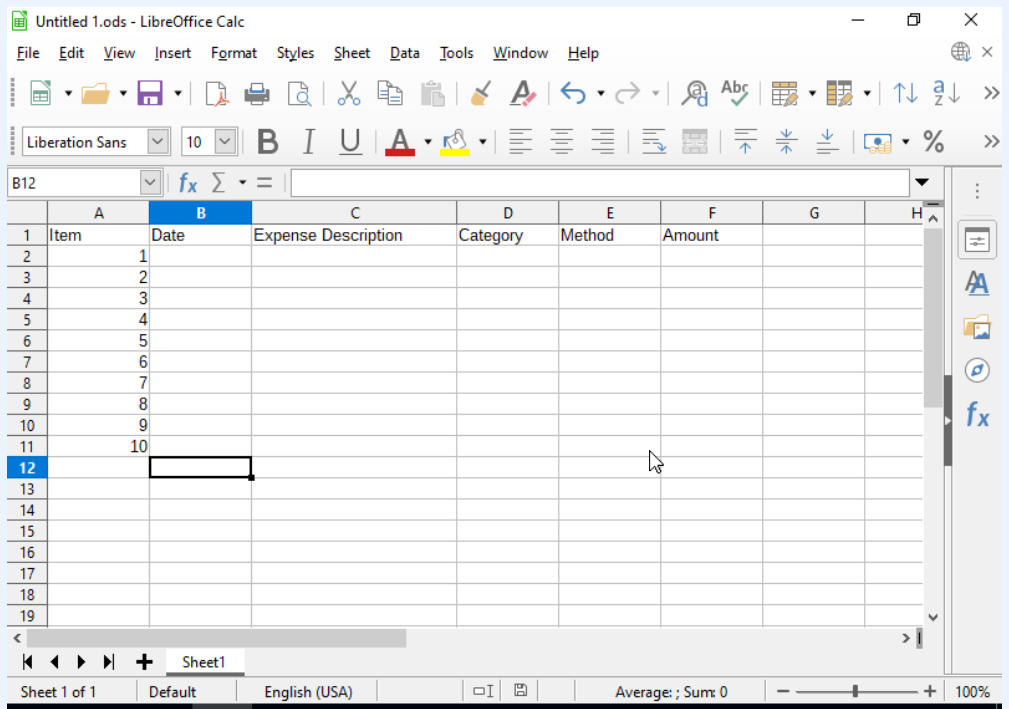 Untitled 1.ods - LibreOffice Calc
File Edit View Insert Format Styles Sheet Data Tools Window Help
Abc
Liberation Sans 10 B I U A %
B12 fx Σ =
A B C D E F G H
1 Item Date Expense Description Category Method Amount
2 1
3 2
4 3
5 4
6 5
7 6
8 7
9 8
10 9
11 10
12
13
14
15
16
17
18
19
Sheet1
Sheet 1 of 1 Default English (USA) Average: ; Sum: 0 100%